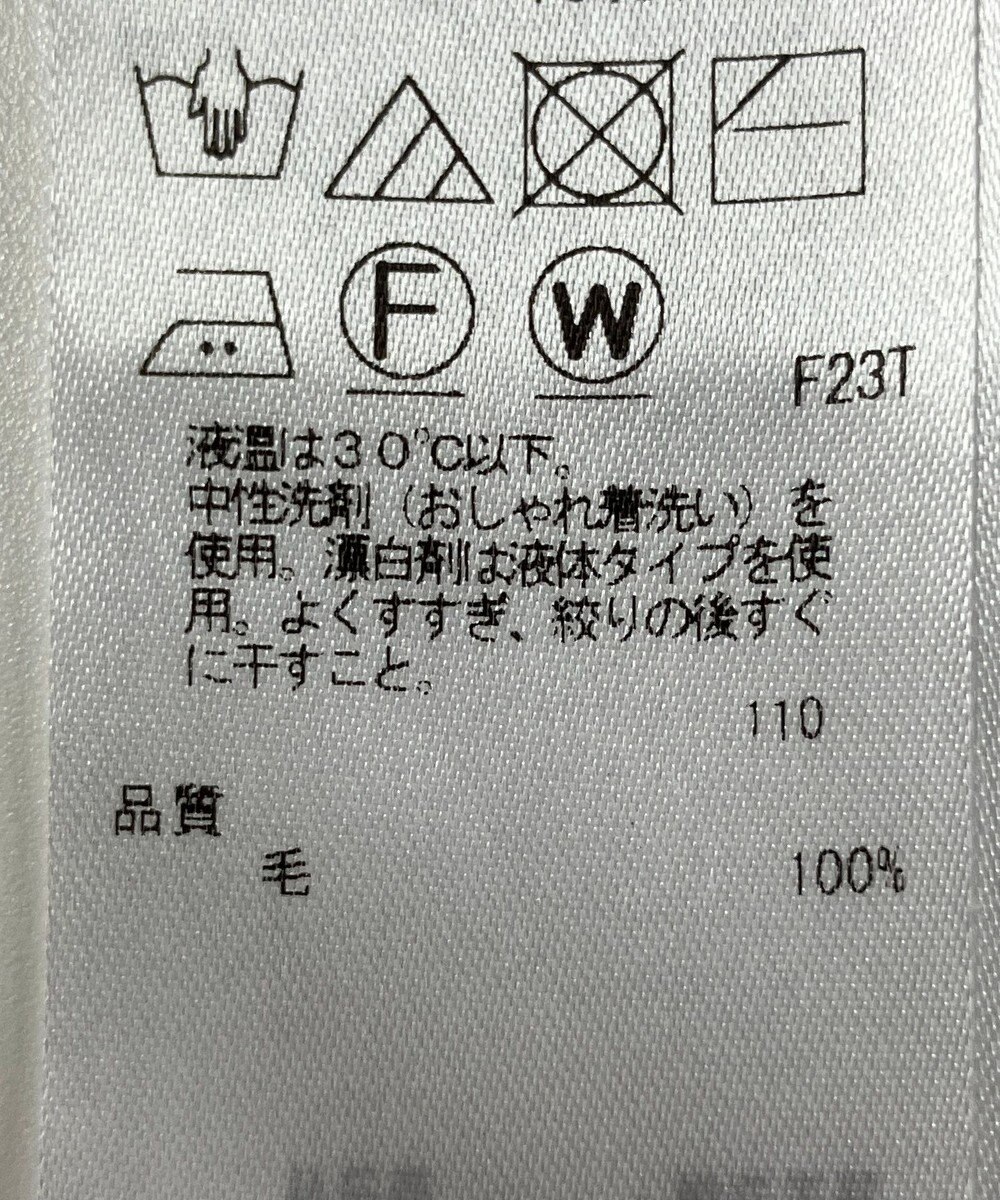 F
W
F23T
液温は30℃以下。
中性洗剤（おしゃれ着洗い）を
使用。漂白剤は液体タイプを使
用。よくすすぎ、絞りの後すぐ
に干すこと。
110
品質
毛 100%